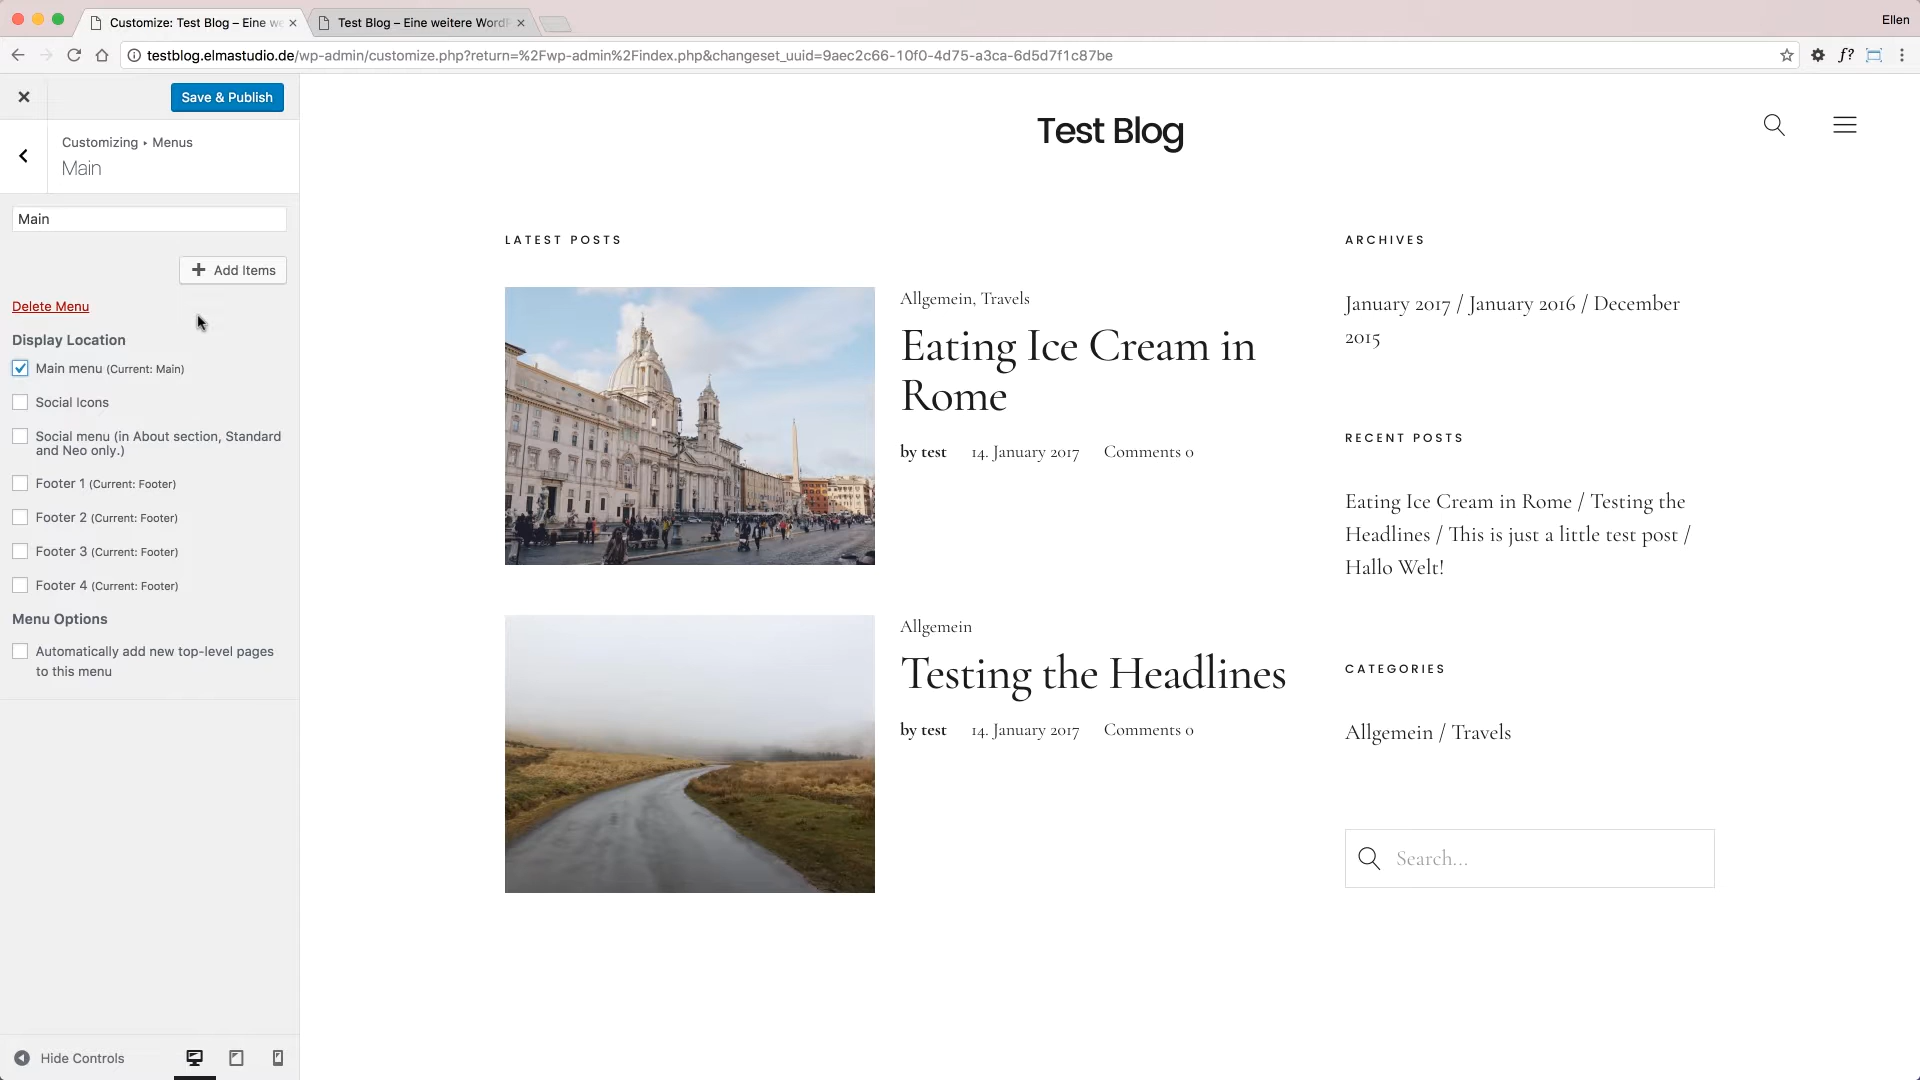 Customize: Test Blog – Eine we
Test Blog – Eine weitere WordP
Ellen
testblog.elmastudio.de/wp-admin/customize.php?return=%2Fwp-admin%2Findex.php&changeset_uuid=9aec2c66-10f0-4d75-a3ca-6d5d7f1c87be
f?
Save & Publish
Customizing ▸ Menus
Main
Main
Add Items
Delete Menu
Display Location
Main menu (Current: Main)
Social Icons
Social menu (in About section, Standard
and Neo only.)
Footer 1 (Current: Footer)
Footer 2 (Current: Footer)
Footer 3 (Current: Footer)
Footer 4 (Current: Footer)
Menu Options
Automatically add new top-level pages
to this menu
Hide Controls
Test Blog
LATEST POSTS
Allgemein, Travels
Eating Ice Cream in
Rome
by test 14. January 2017 Comments 0
Allgemein
Testing the Headlines
by test 14. January 2017 Comments 0
ARCHIVES
January 2017 / January 2016 / December
2015
RECENT POSTS
Eating Ice Cream in Rome / Testing the
Headlines / This is just a little test post /
Hallo Welt!
CATEGORIES
Allgemein / Travels
Search...